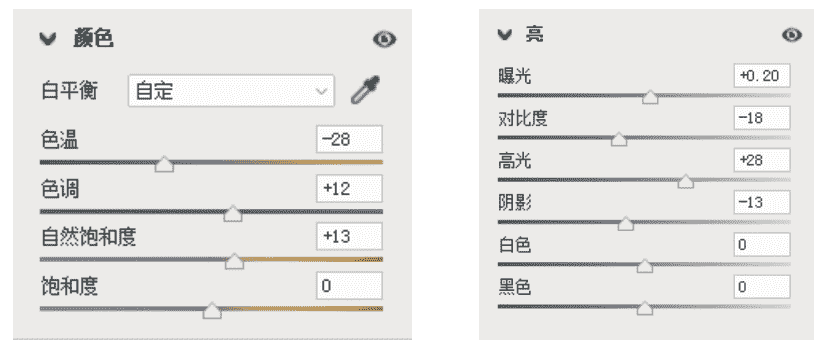 颜色
白平衡 自定
色温 -28
色调 +12
自然饱和度 +13
饱和度 0
亮
曝光 +0.20
对比度 -18
高光 +28
阴影 -13
白色 0
黑色 0